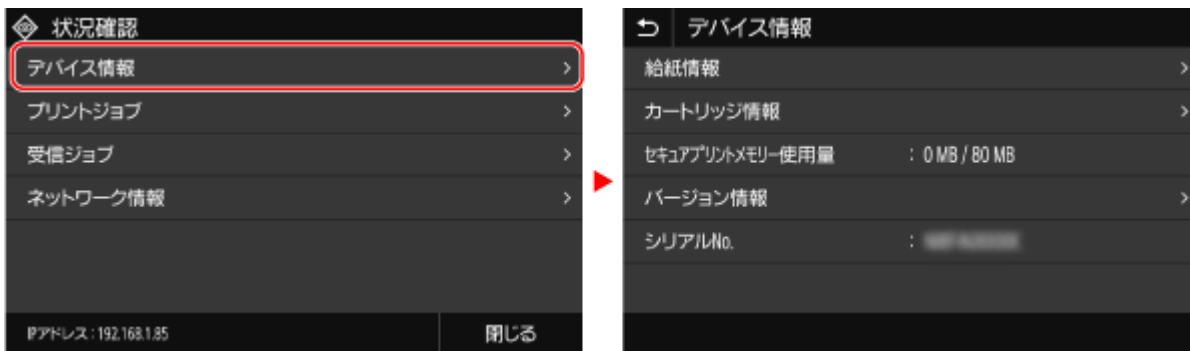 状況確認
デバイス情報
プリントジョブ
受信ジョブ
ネットワーク情報
IPアドレス : 192.168.1.85
閉じる
デバイス情報
給紙情報
カートリッジ情報
セキュアプリントメモリー使用量 : 0 MB / 80 MB
バージョン情報
シリアルNo. :